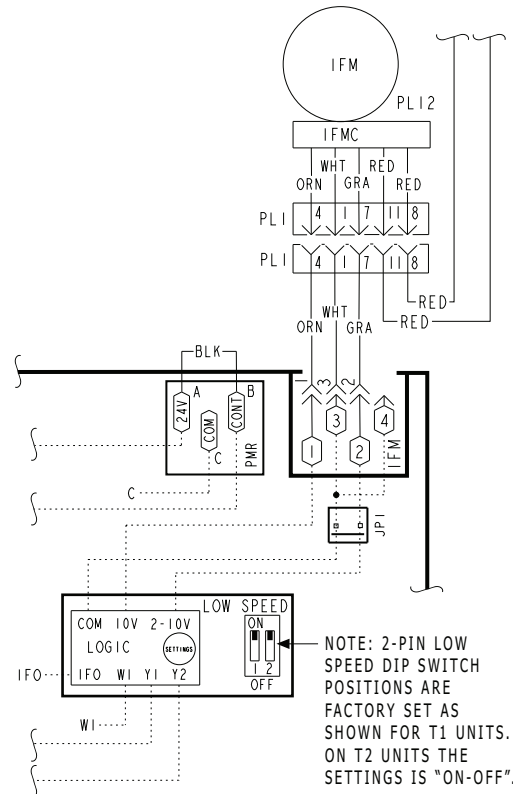 IFM
PL12
IFMC
WHT RED
ORN GRA RED
PL1 4 1 7 11 8
PL1 4 1 7 11 8
RED
WHT RED
ORN GRA
BLK
1 3 2
A B
24V COM CONT
C PMR
3 4
1 2 IFM
C
JP1
LOW SPEED
COM 10V 2-10V ON
LOGIC SETTINGS
1 2
IFO IFO W1 Y1 Y2 OFF
W1
NOTE: 2-PIN LOW
SPEED DIP SWITCH
POSITIONS ARE
FACTORY SET AS
SHOWN FOR T1 UNITS.
ON T2 UNITS THE
SETTINGS IS "ON-OFF".